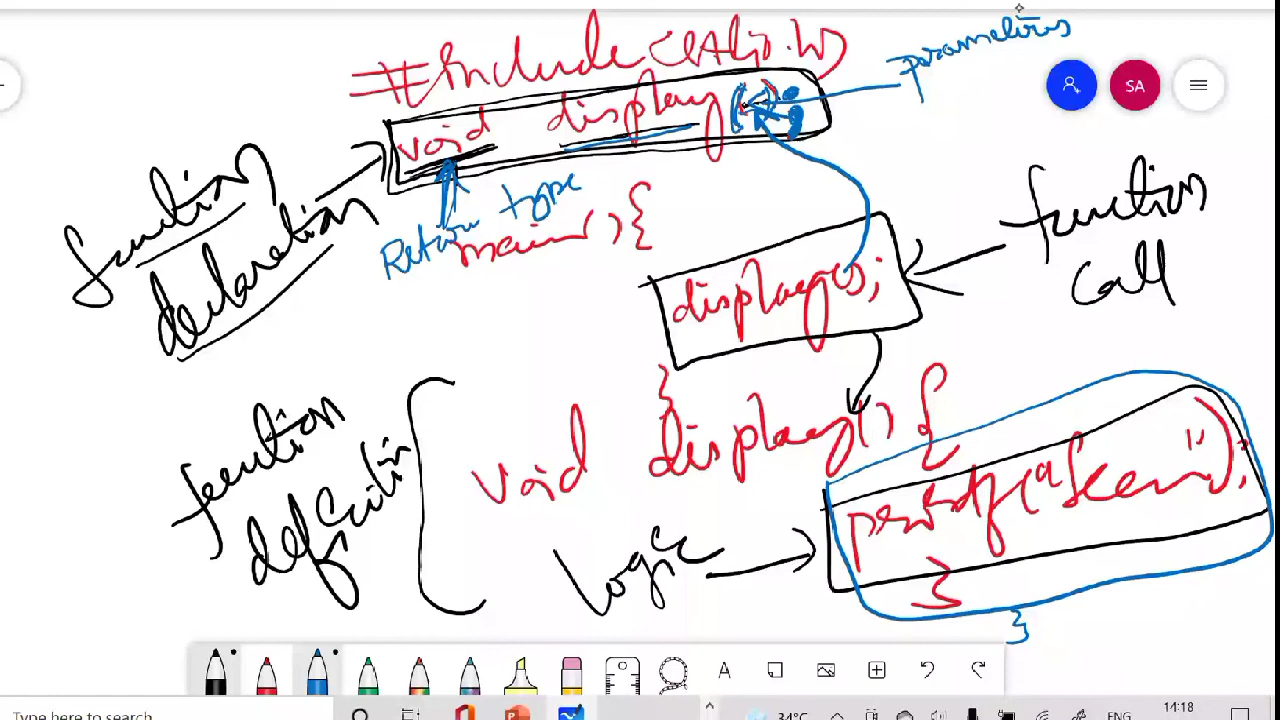 parameters
#include(stdio.h)
void display();
function
declaration
Return type
main(){
function
call
display();
}
function
definition
void display() {
printf("Seen");
Logic
}
}
SA
A
Type here to search
34°C
ENG
14:18